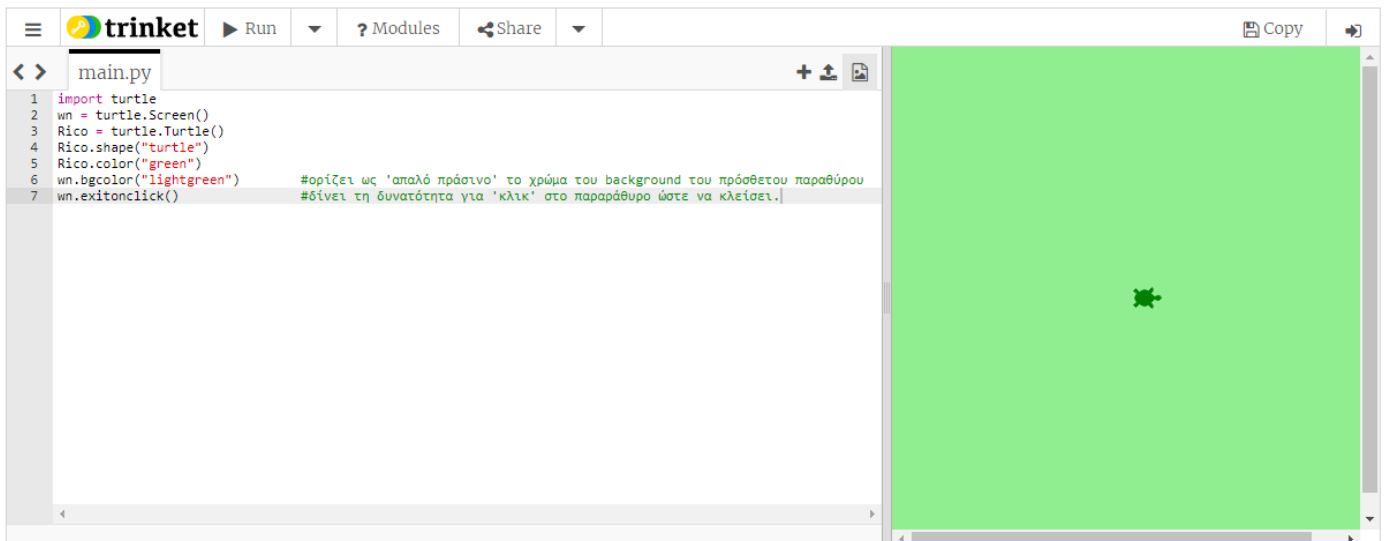 trinket Run ? Modules Share Copy
main.py
1 import turtle
2 wn = turtle.Screen()
3 Rico = turtle.Turtle()
4 Rico.shape("turtle")
5 Rico.color("green")
6 wn.bgcolor("lightgreen") #ορίζει ως 'απαλό πράσινο' το χρώμα του background του πρόσθετου παραθύρου
7 wn.exitonclick() #δίνει τη δυνατότητα για 'κλικ' στο παραράθυρο ώστε να κλείσει.